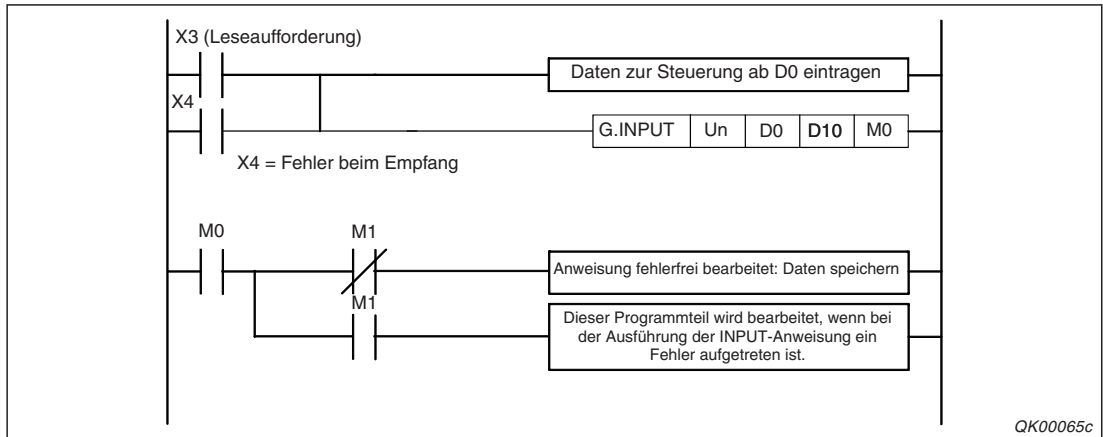 X3 (Leseaufforderung)
Daten zur Steuerung ab D0 eintragen
X4
G.INPUT Un D0 D10 M0
X4 = Fehler beim Empfang
M0 M1
Anweisung fehlerfrei bearbeitet: Daten speichern
M1
Dieser Programmteil wird bearbeitet, wenn bei
der Ausführung der INPUT-Anweisung ein
Fehler aufgetreten ist.
QK00065c